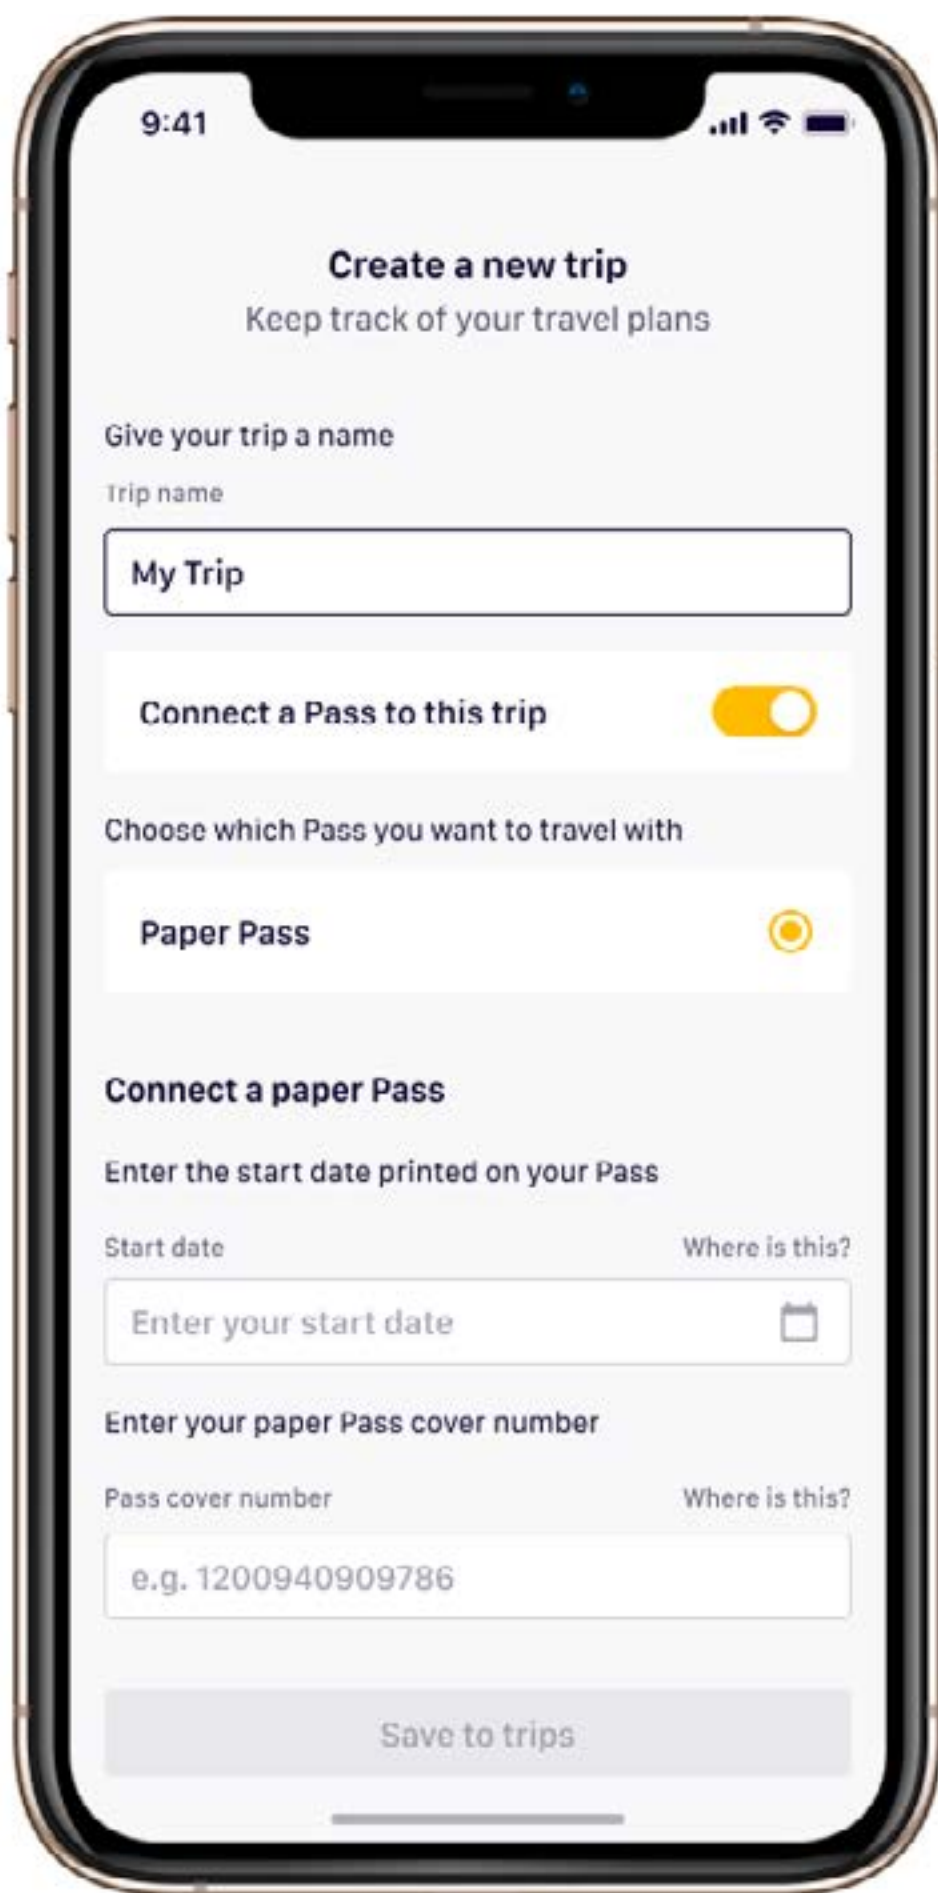 9:41
Create a new trip
Keep track of your travel plans
Give your trip a name
Trip name
My Trip
Connect a Pass to this trip
Choose which Pass you want to travel with
Paper Pass
Connect a paper Pass
Enter the start date printed on your Pass
Start date Where is this?
Enter your start date
Enter your paper Pass cover number
Pass cover number Where is this?
e.g. 1200940909786
Save to trips